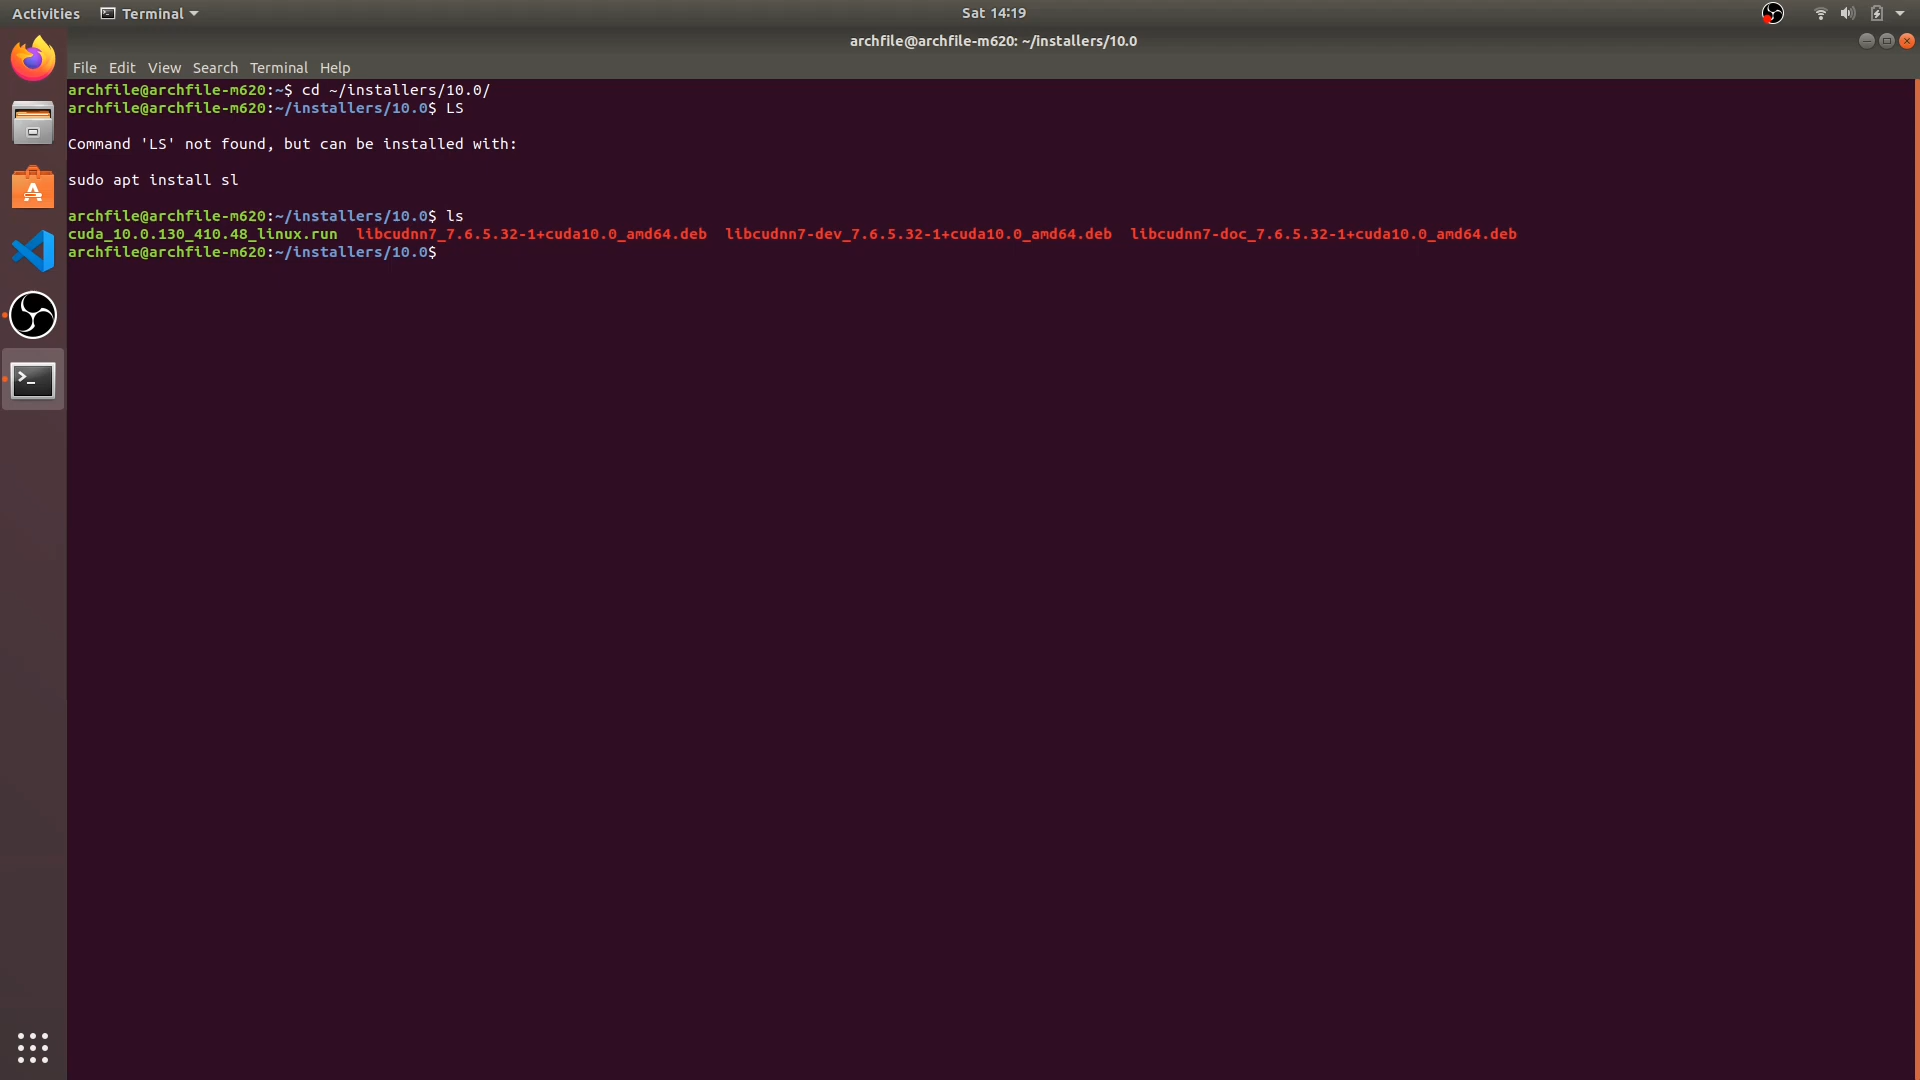 Activities Terminal Sat 14:19
archfile@archfile-m620: ~/installers/10.0
File Edit View Search Terminal Help
archfile@archfile-m620:~$ cd ~/installers/10.0/
archfile@archfile-m620:~/installers/10.0$ LS
Command 'LS' not found, but can be installed with:
sudo apt install sl
archfile@archfile-m620:~/installers/10.0$ ls
cuda_10.0.130_410.48_linux.run libcudnn7_7.6.5.32-1+cuda10.0_amd64.deb libcudnn7-dev_7.6.5.32-1+cuda10.0_amd64.deb libcudnn7-doc_7.6.5.32-1+cuda10.0_amd64.deb
archfile@archfile-m620:~/installers/10.0$